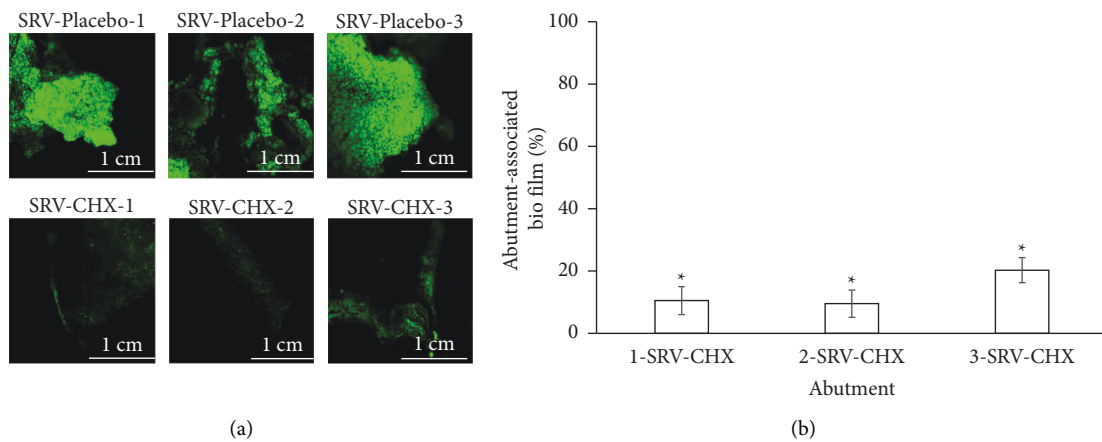 SRV-Placebo-1
SRV-Placebo-2
SRV-Placebo-3
1 cm
1 cm
1 cm
SRV-CHX-1
SRV-CHX-2
SRV-CHX-3
1 cm
1 cm
1 cm
(a)
Abutment-associated
bio film (%)
100
80
60
40
20
0
*
*
*
1-SRV-CHX
2-SRV-CHX
3-SRV-CHX
Abutment
(b)